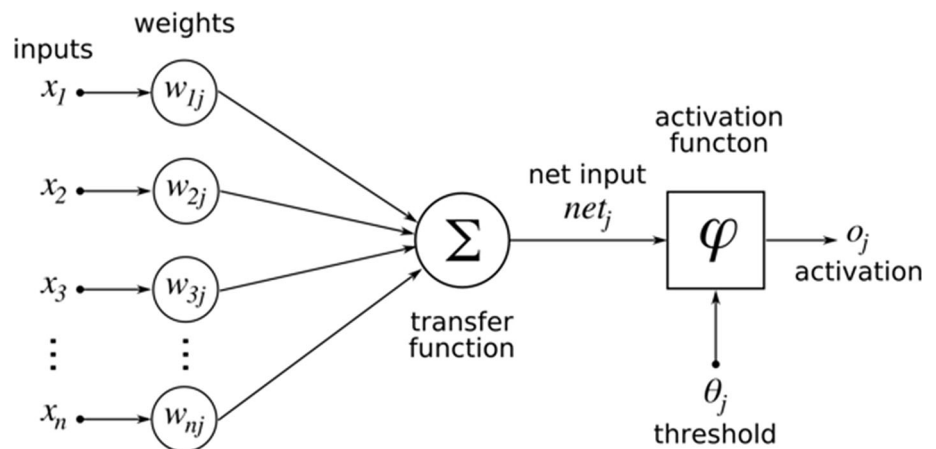 inputs
weights
x1
w1j
x2
w2j
x3
w3j
⋮
⋮
xn
wnj
Σ
transfer
function
net input
netj
activation
functon
φ
oj
activation
θj
threshold